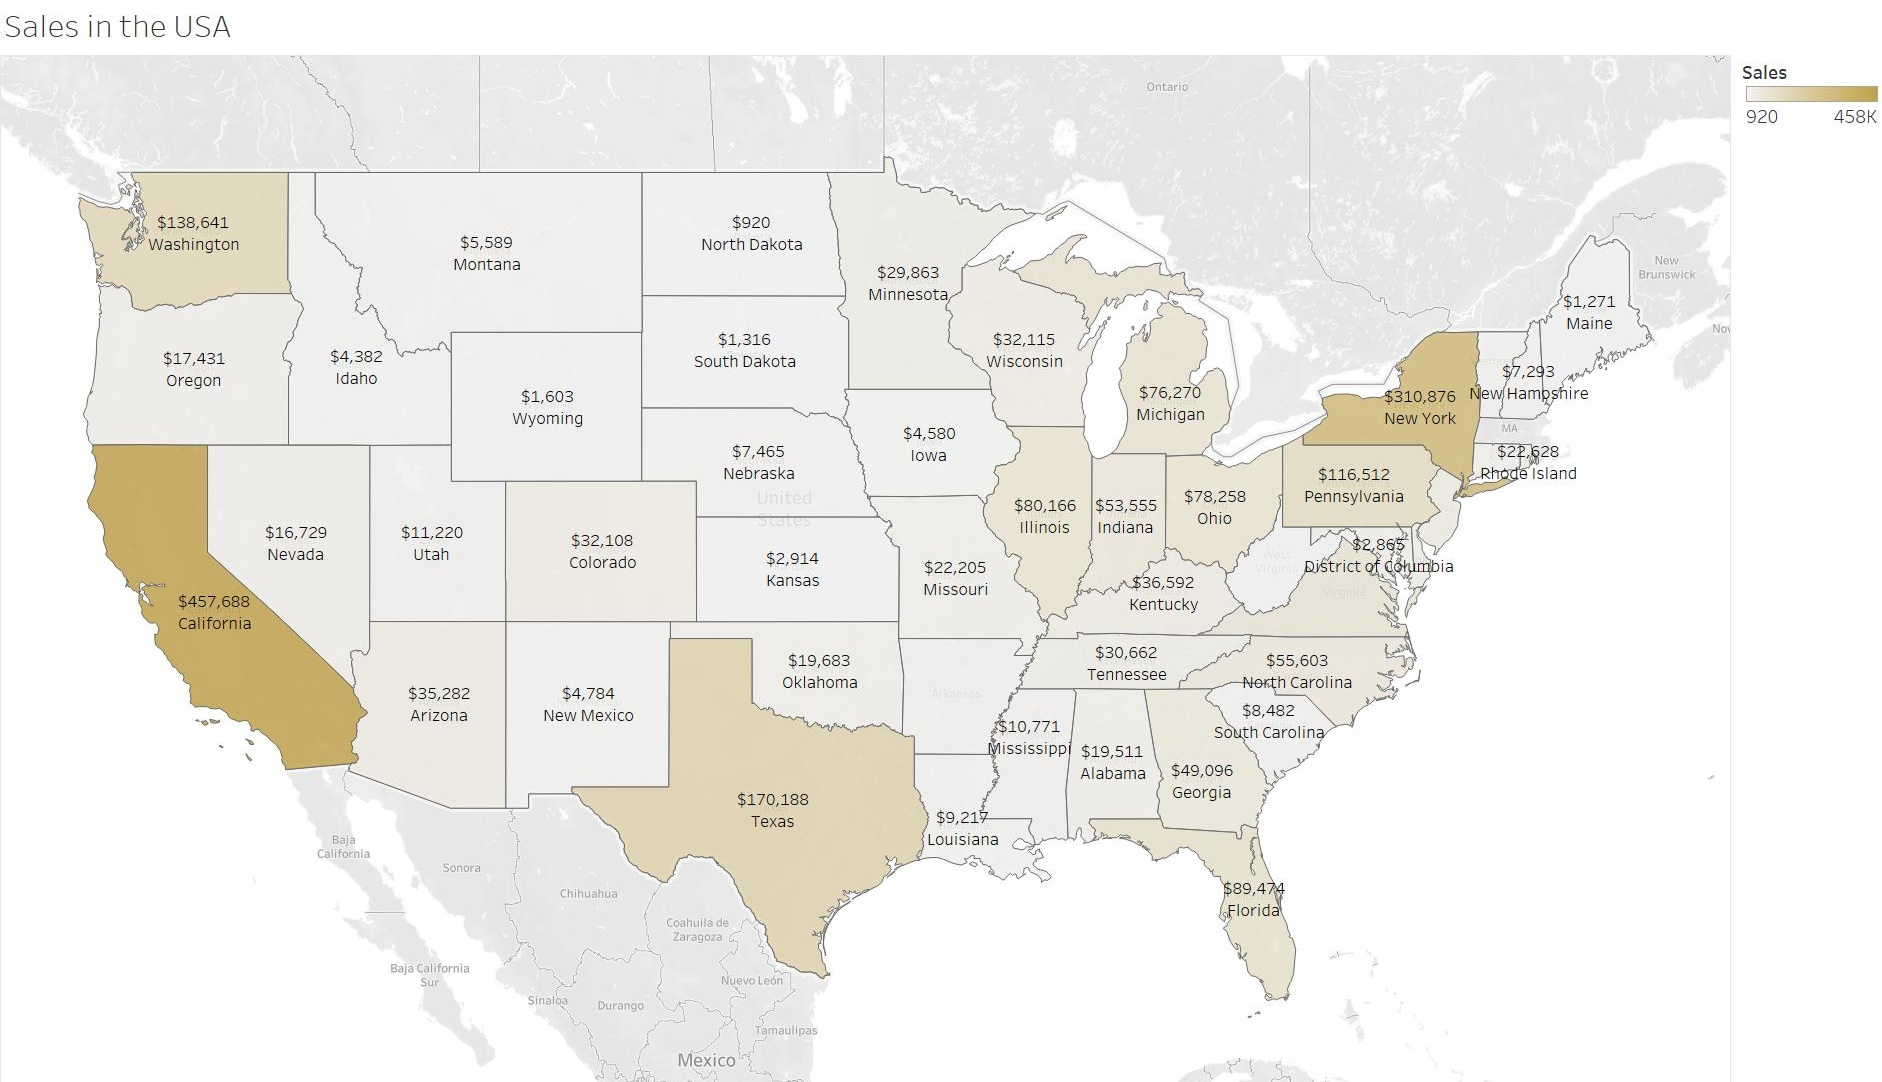 Sales in the USA
Sales
920 458K
Ontario
New
Brunswick
$138,641
Washington
$5,589
Montana
$920
North Dakota
$29,863
Minnesota
$1,271
Maine
$17,431
Oregon
$4,382
Idaho
$1,603
Wyoming
$1,316
South Dakota
$32,115
Wisconsin
$76,270
Michigan
$310,876
New York
$7,293
New Hampshire
MA
$22,628
Rhode Island
$7,465
Nebraska
United
States
$4,580
Iowa
$80,166
Illinois
$53,555
Indiana
$78,258
Ohio
$116,512
Pennsylvania
$16,729
Nevada
$11,220
Utah
$32,108
Colorado
$2,914
Kansas
$22,205
Missouri
$36,592
Kentucky
West
Virginia
$2,865
District of Columbia
Virginia
$457,688
California
$35,282
Arizona
$4,784
New Mexico
$19,683
Oklahoma
Arkansas
$30,662
Tennessee
$55,603
North Carolina
$8,482
South Carolina
$10,771
Mississippi
$19,511
Alabama
$49,096
Georgia
$170,188
Texas
$9,217
Louisiana
$89,474
Florida
Baja
California
Sonora
Chihuahua
Coahuila de
Zaragoza
Baja California
Sur
Sinaloa
Durango
Nuevo León
Tamaulipas
Mexico